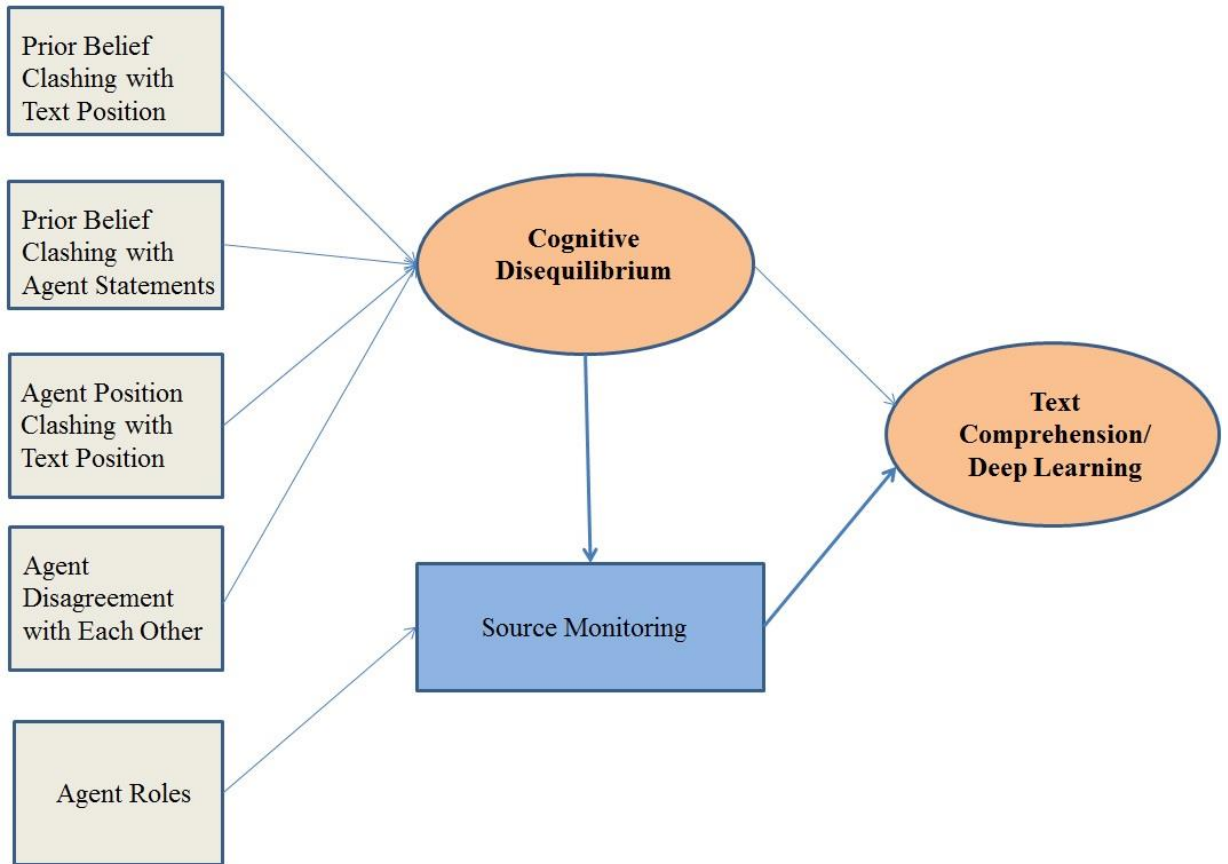 Prior Belief
Clashing with
Text Position
Prior Belief
Clashing with
Agent Statements
Agent Position
Clashing with
Text Position
Agent
Disagreement
with Each Other
Agent Roles
Cognitive
Disequilibrium
Source Monitoring
Text
Comprehension/
Deep Learning